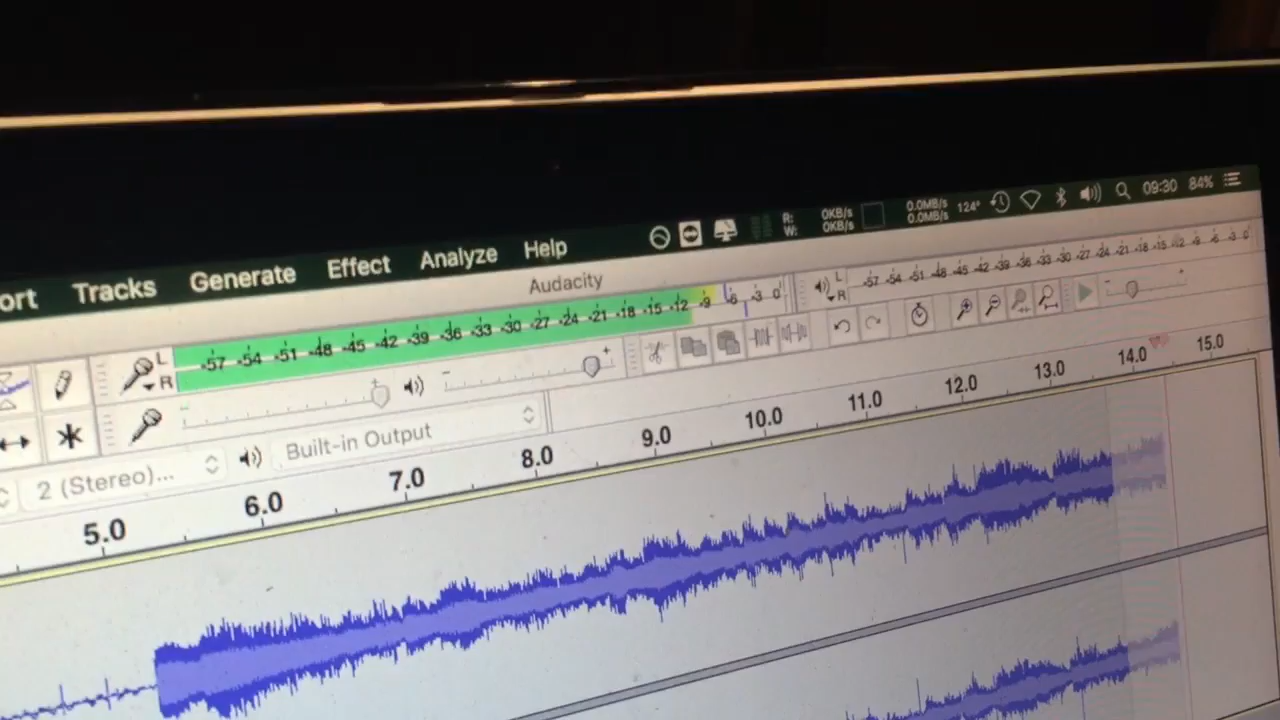 R: 0KB/s 0.0MB/s 124° 09:30 84%
W: 0KB/s 0.0MB/s
ort Tracks Generate Effect Analyze Help
Audacity
L
R
-57 -54 -51 -48 -45 -42 -39 -36 -33 -30 -27 -24 -21 -18 -15 -12 -9 -6 -3 0
L
R
-57 -54 -51 -48 -45 -42 -39 -36 -33 -30 -27 -24 -21 -18 -15 -12 -9 -6 -3 0
- +
2 (Stereo)... Built-in Output
5.0 6.0 7.0 8.0 9.0 10.0 11.0 12.0 13.0 14.0 15.0